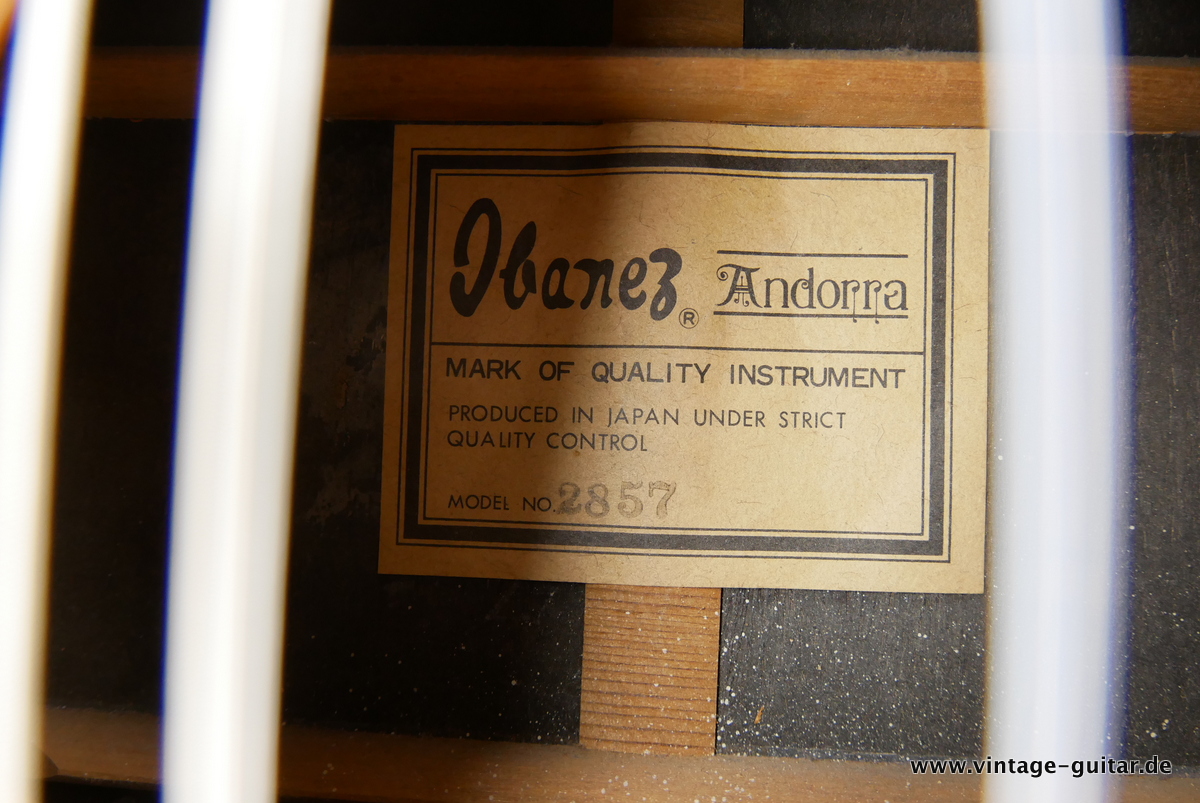 Ibanez® Andorra
MARK OF QUALITY INSTRUMENT
PRODUCED IN JAPAN UNDER STRICT
QUALITY CONTROL
MODEL NO. 2857
www.vintage-guitar.de